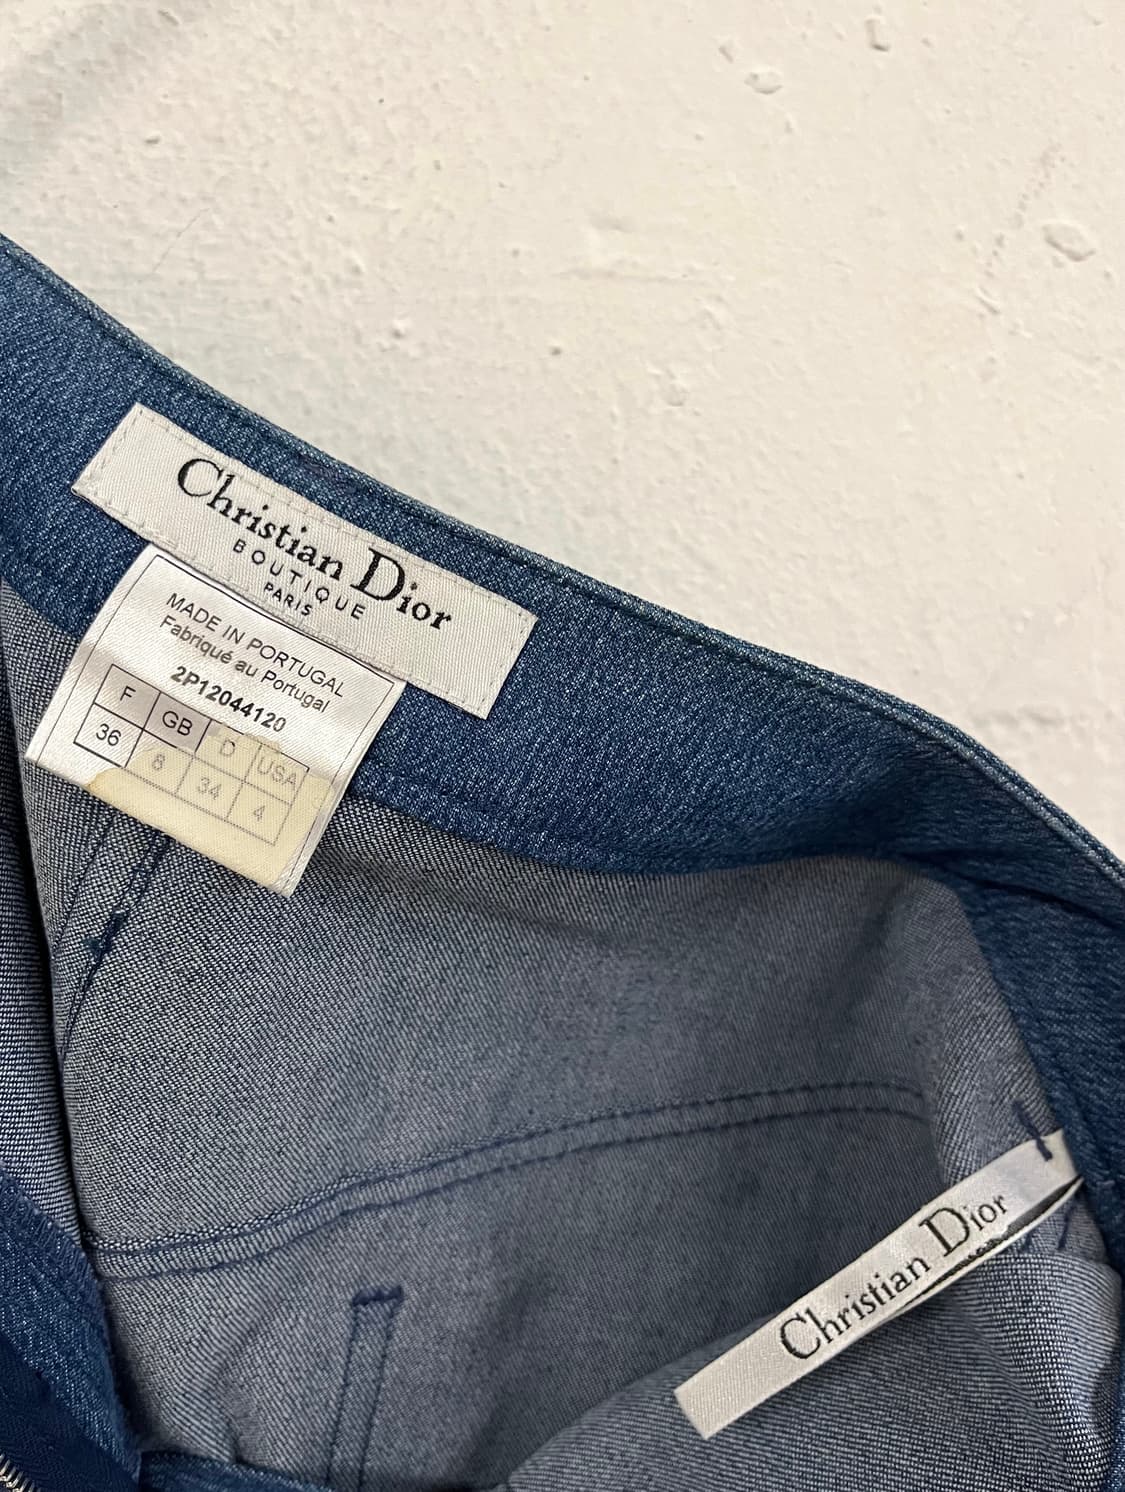 Christian Dior
BOUTIQUE
PARIS
MADE IN PORTUGAL
Fabriqué au Portugal
2P12044120
F GB D USA
36 8 34 4
Christian Dior